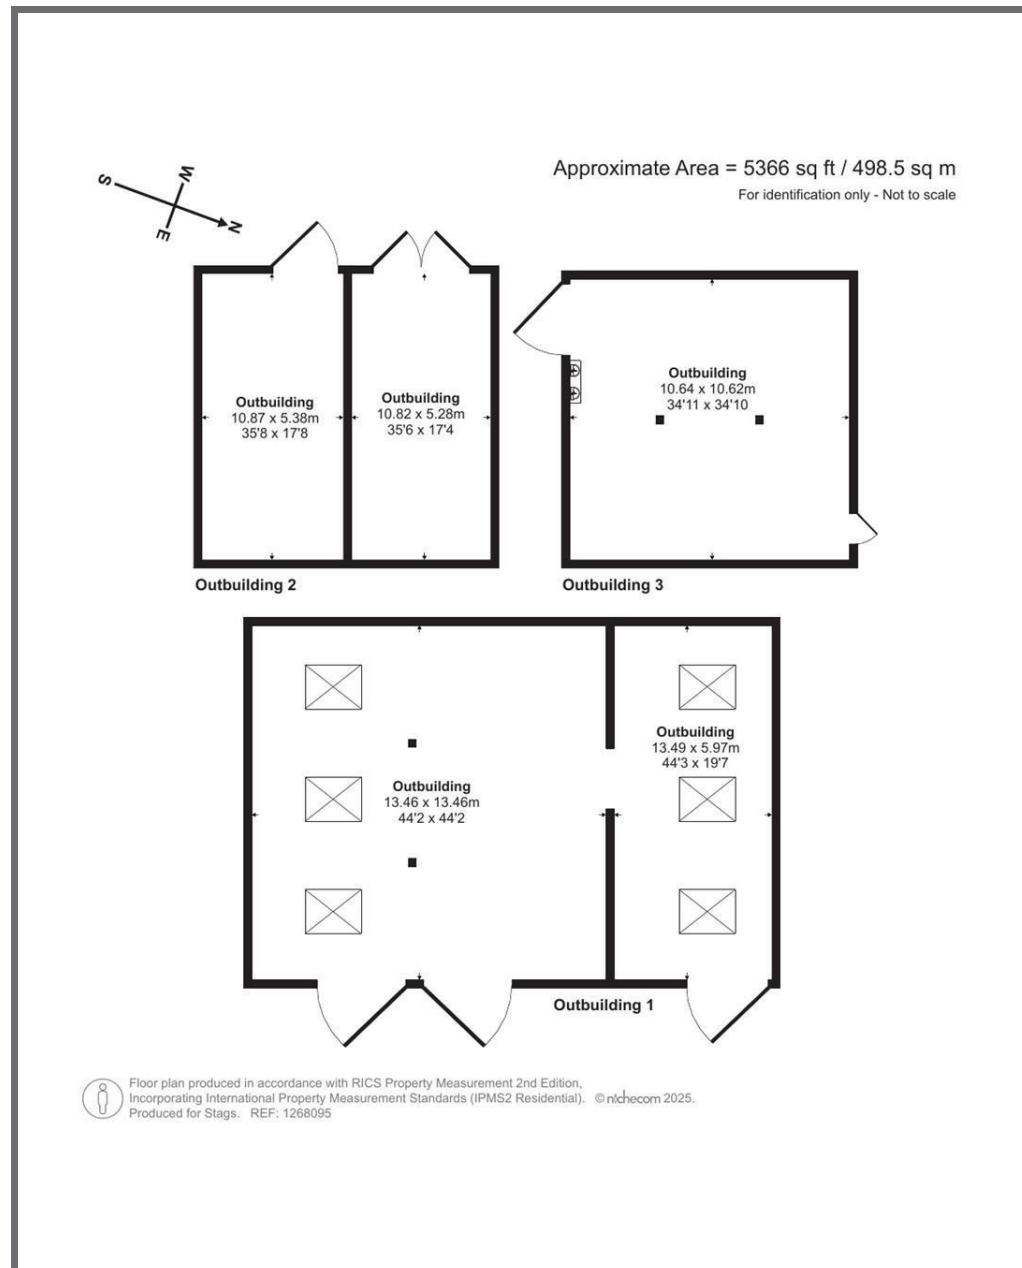 Approximate Area = 5366 sq ft / 498.5 sq m
For identification only - Not to scale
W
S
N
E
Outbuilding
10.87 x 5.38m
35'8 x 17'8
Outbuilding
10.82 x 5.28m
35'6 x 17'4
Outbuilding
10.64 x 10.62m
34'11 x 34'10
Outbuilding 2
Outbuilding 3
Outbuilding
13.46 x 13.46m
44'2 x 44'2
Outbuilding
13.49 x 5.97m
44'3 x 19'7
Outbuilding 1
Floor plan produced in accordance with RICS Property Measurement 2nd Edition,
Incorporating International Property Measurement Standards (IPMS2 Residential). © nichecom 2025.
Produced for Stags. REF: 1268095